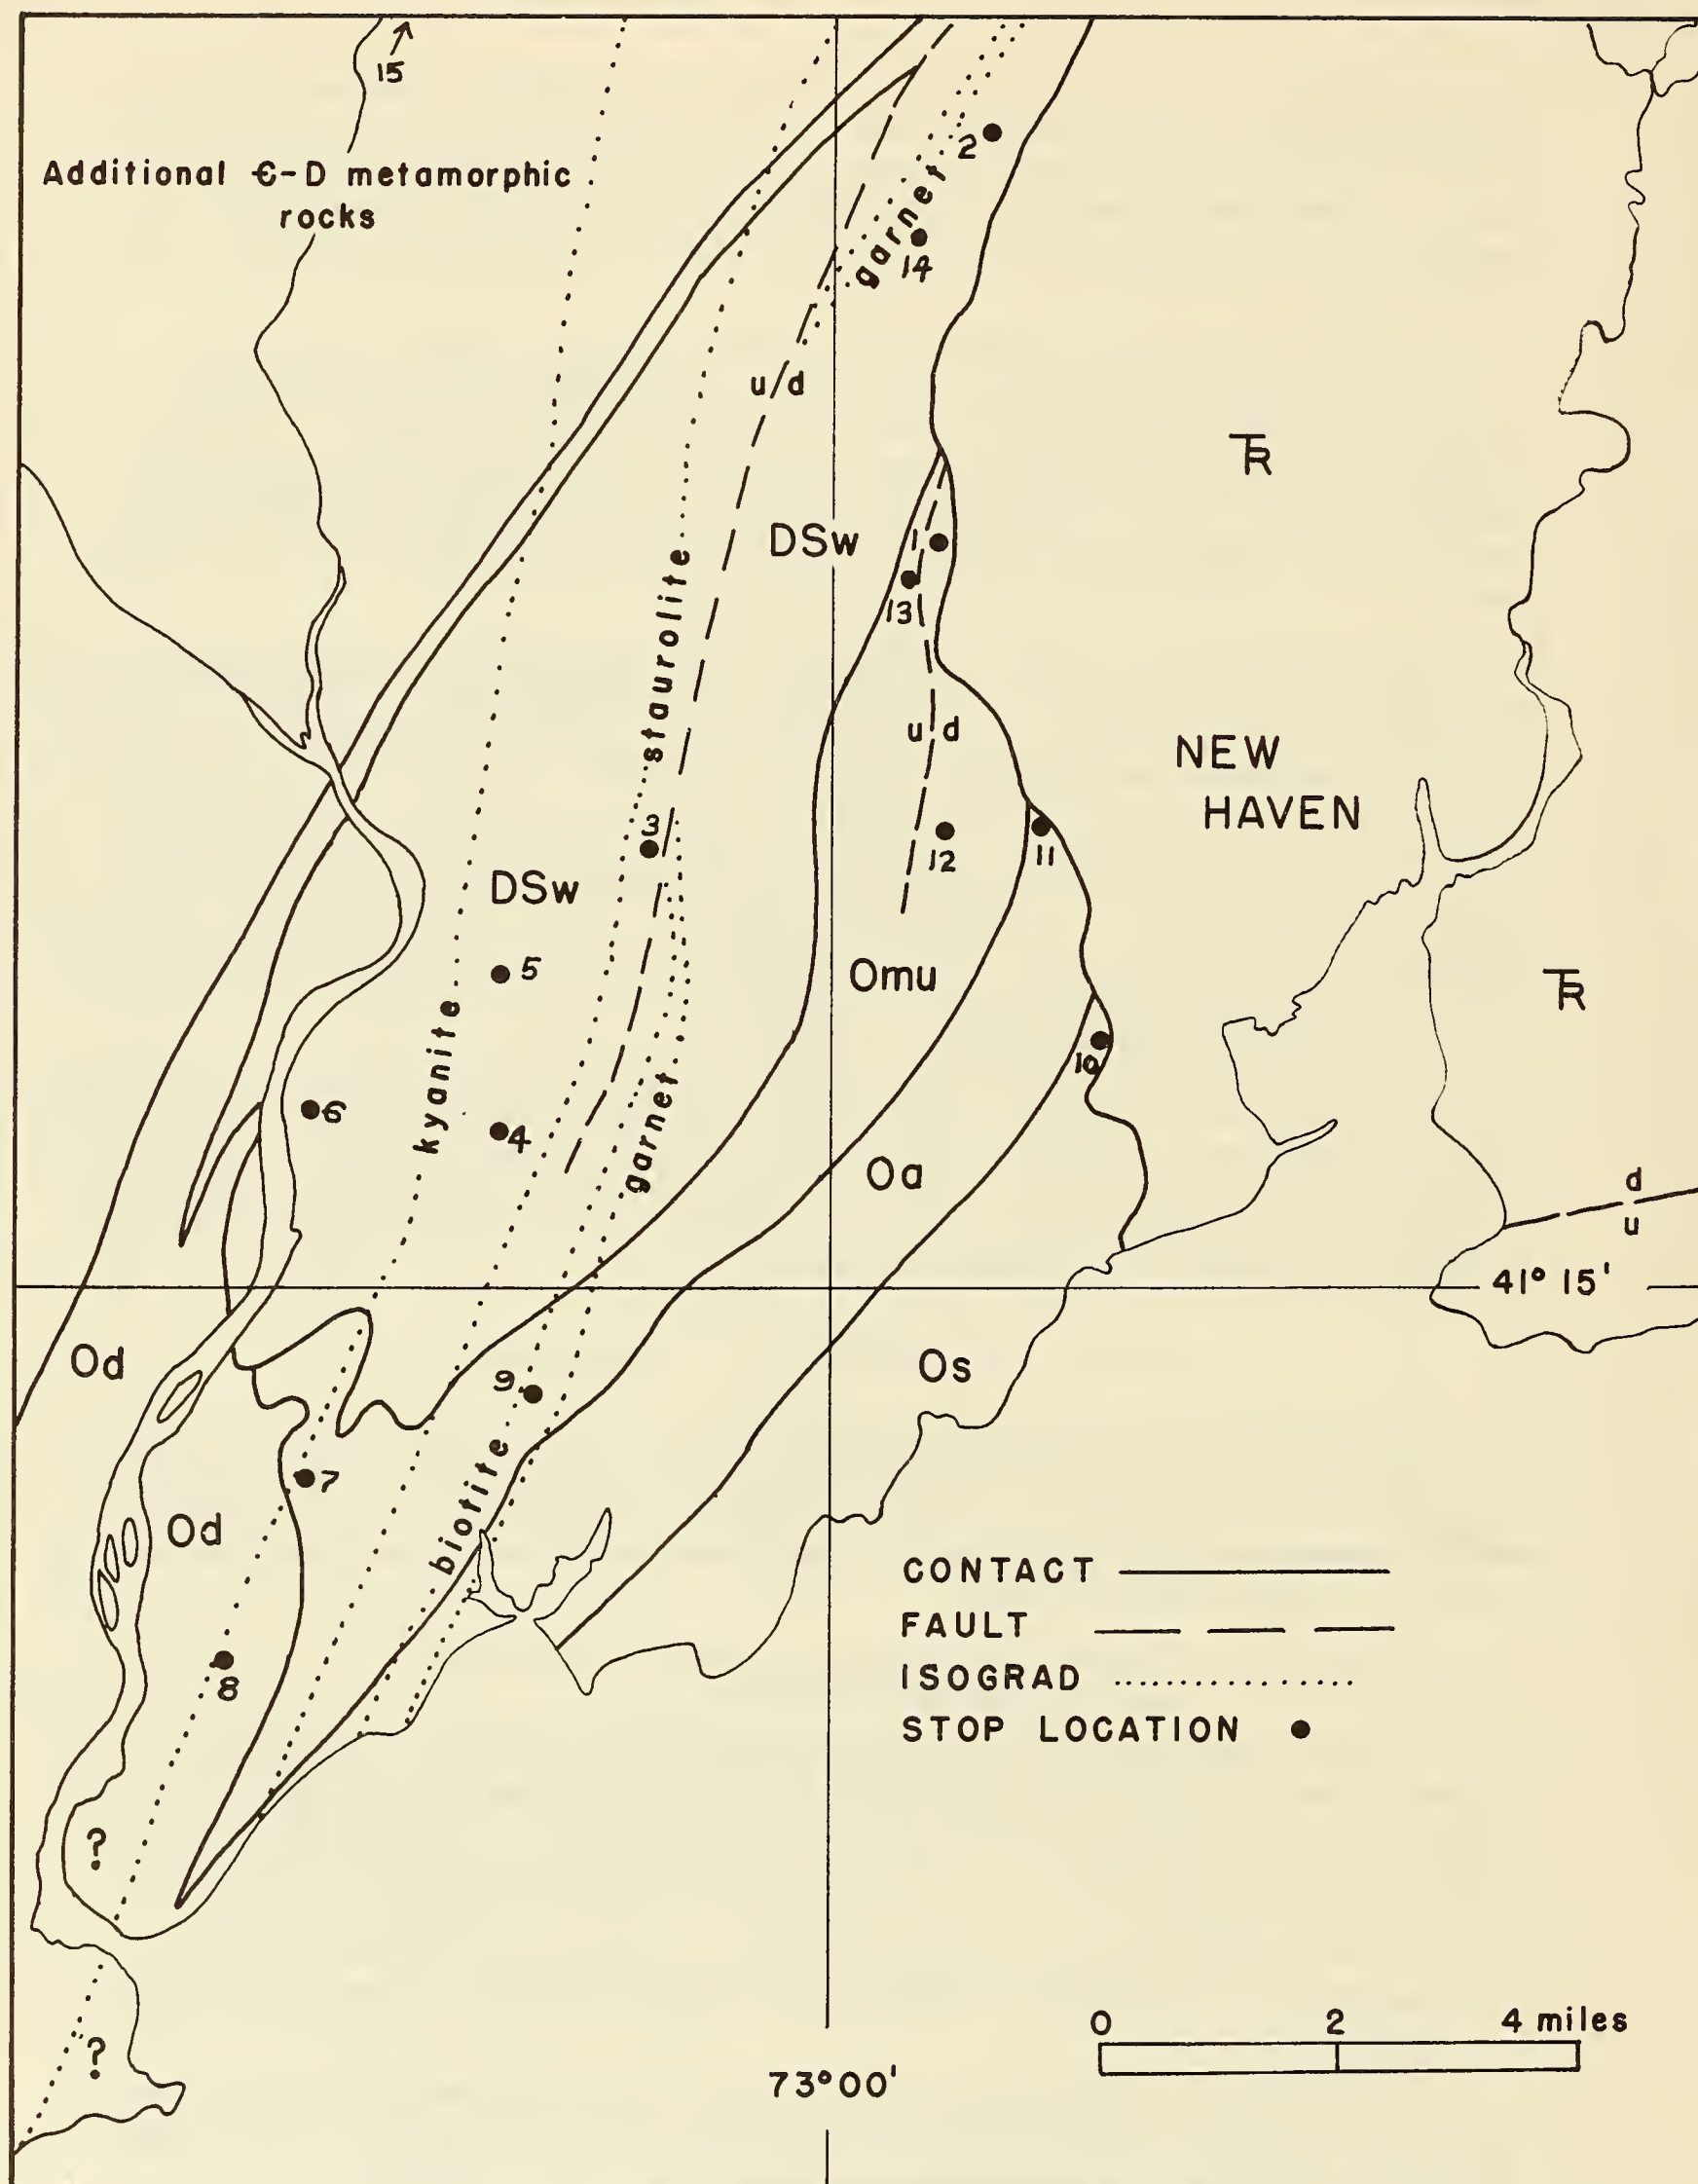 15
Additional Є-D metamorphic
rocks
2
garnet
14
u/d
TR
DSw
1
13
staurolite
u d
NEW
HAVEN
3
12
11
DSw
5
Omu
TR
kyanite
10
6
4
garnet
Oa
d
u
41° 15'
Od
9
Os
biotite
7
Od
8
CONTACT
FAULT
ISOGRAD
STOP LOCATION
?
0 2 4 miles
?
73°00'